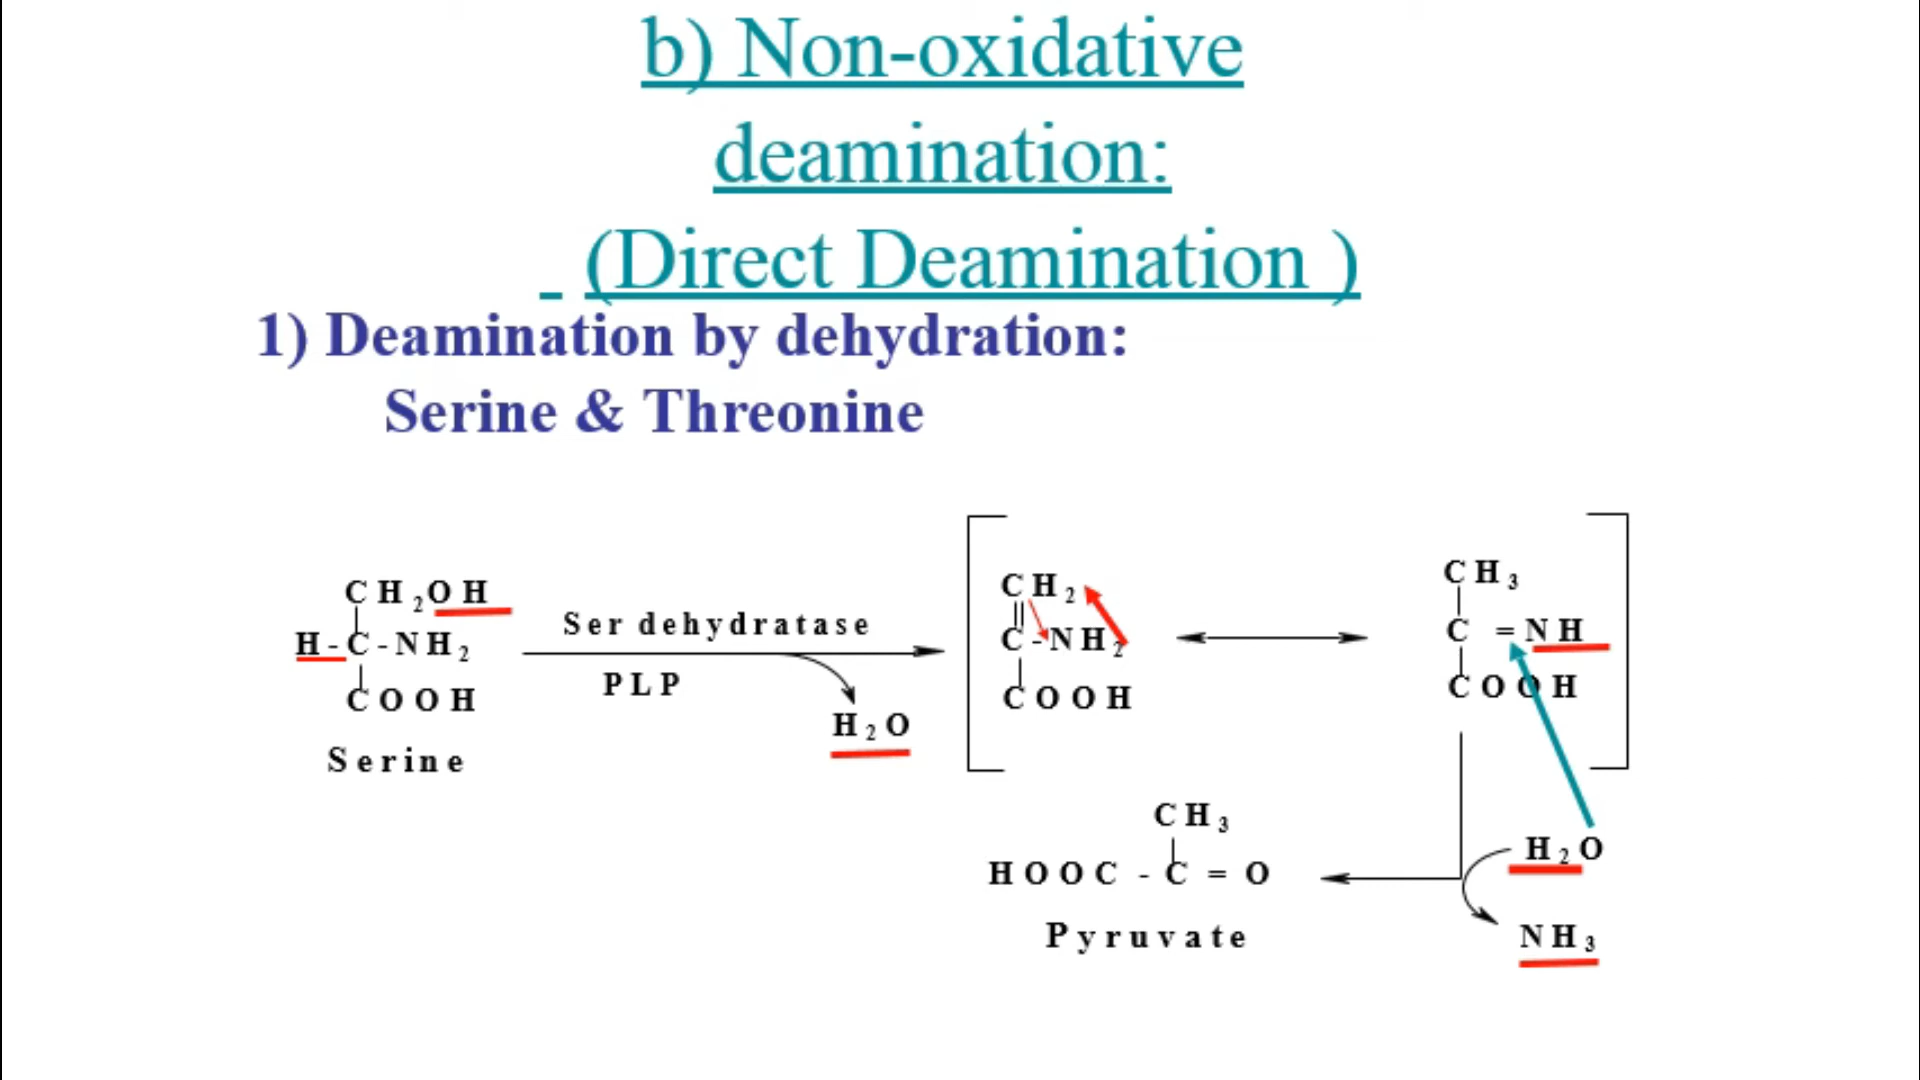 b) Non-oxidative
deamination:
(Direct Deamination )
1) Deamination by dehydration:
Serine & Threonine
CH₂OH
H-C-NH₂
COOH
Serine
Ser dehydratase
PLP
H₂O
CH₂
C-NH₂
COOH
CH₃
C =NH
COOH
H₂O
NH₃
CH₃
HOOC - C = O
Pyruvate